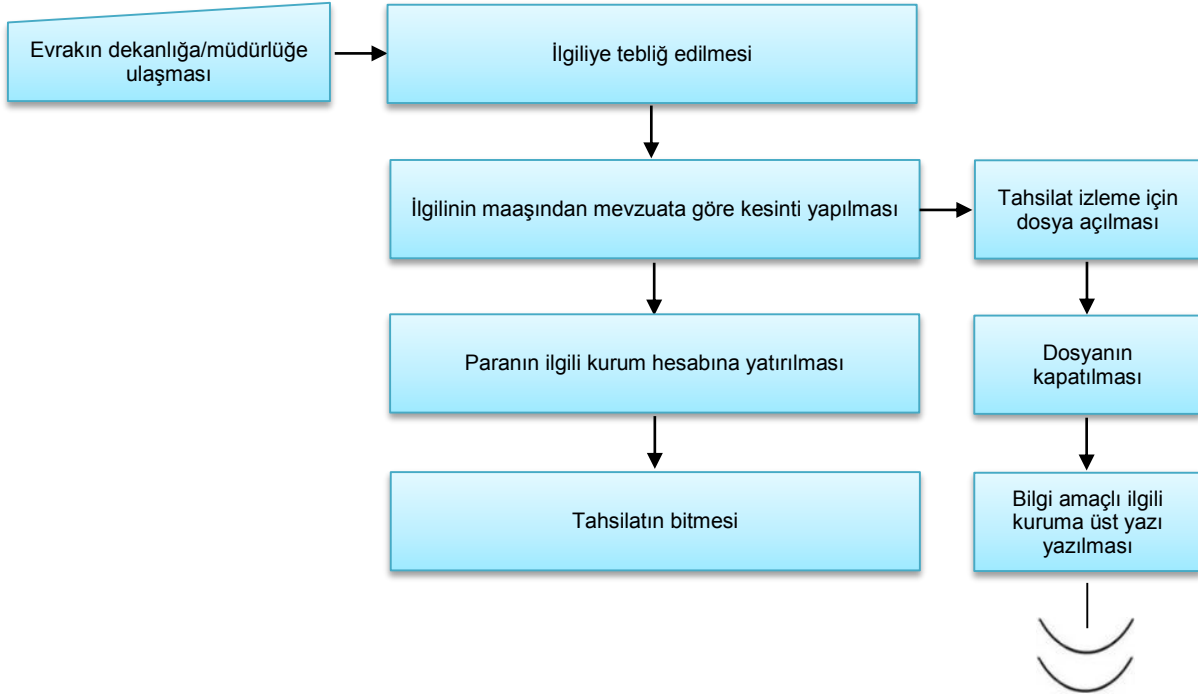 Evrakın dekanlığa/müdürlüğe
ulaşması
İlgiliye tebliğ edilmesi
İlgilinin maaşından mevzuata göre kesinti yapılması
Tahsilat izleme için
dosya açılması
Paranın ilgili kurum hesabına yatırılması
Dosyanın
kapatılması
Tahsilatın bitmesi
Bilgi amaçlı ilgili
kuruma üst yazı
yazılması